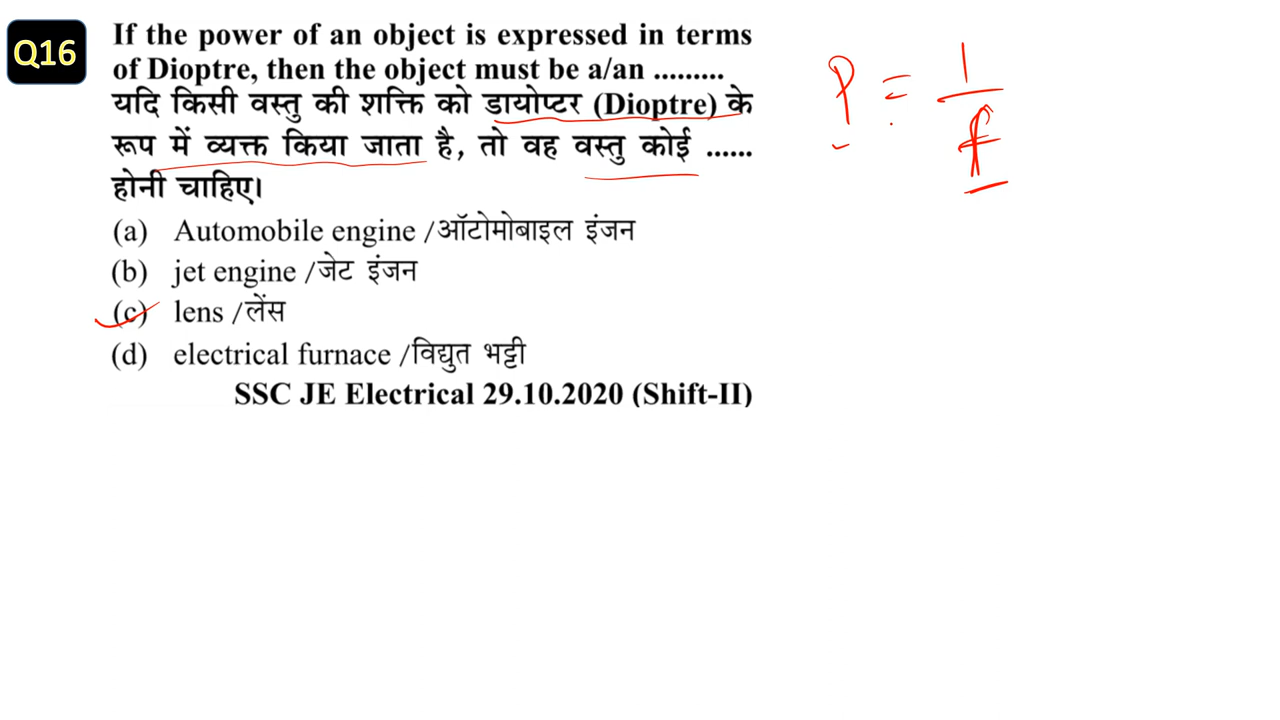 Q16
If the power of an object is expressed in terms
of Dioptre, then the object must be a/an .........
यदि किसी वस्तु की शक्ति को डायोप्टर (Dioptre) के
रूप में व्यक्त किया जाता है, तो वह वस्तु कोई ......
होनी चाहिए।
(a) Automobile engine /ऑटोमोबाइल इंजन
(b) jet engine /जेट इंजन
(c) lens /लेंस
(d) electrical furnace /विद्युत भट्टी
SSC JE Electrical 29.10.2020 (Shift-II)
P = 1/f